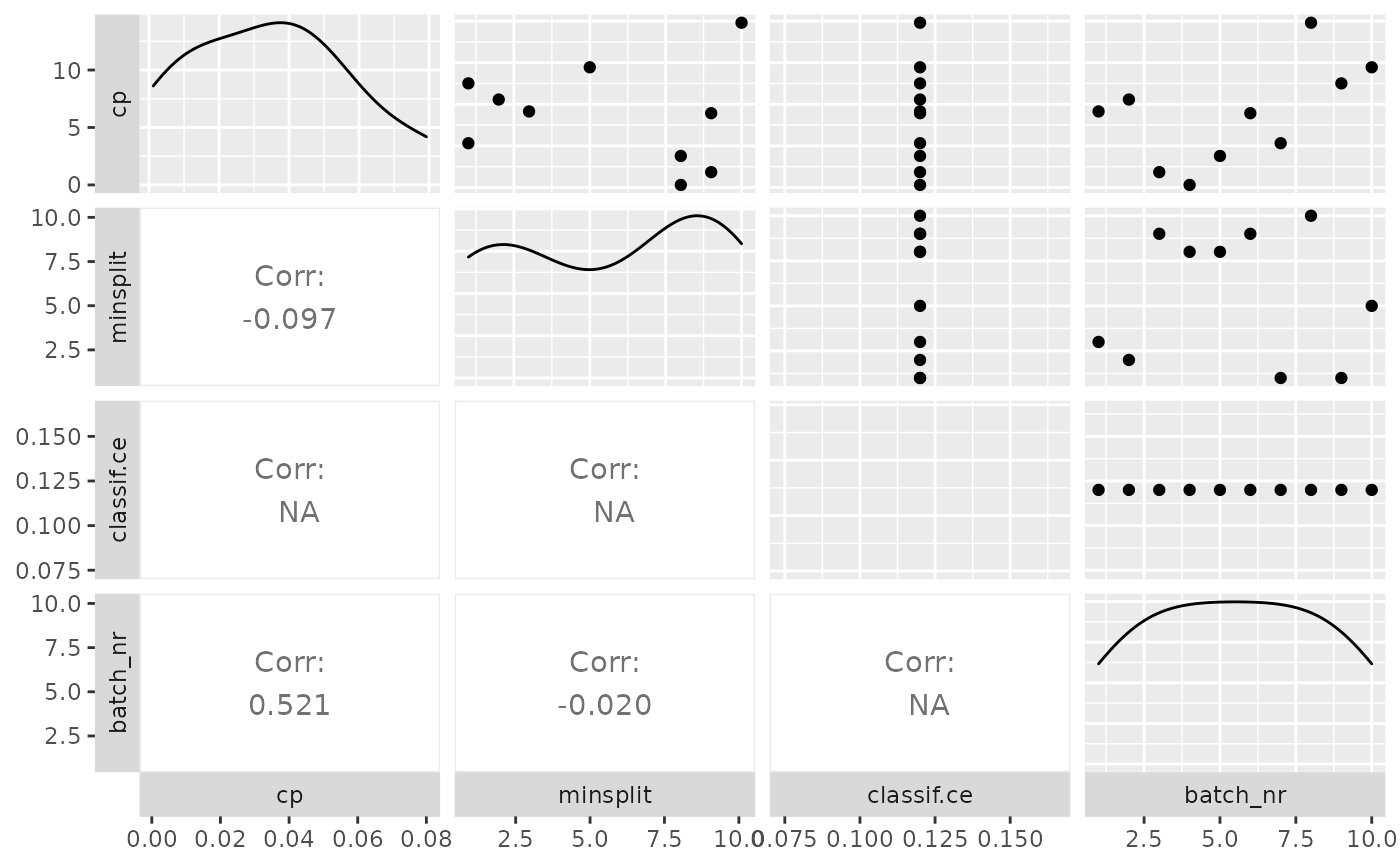 10
5
0
cp
10.0
7.5
5.0
2.5
minsplit
Corr:
-0.097
0.150
0.125
0.100
0.075
classif.ce
Corr:
NA
Corr:
NA
10.0
7.5
5.0
2.5
batch_nr
Corr:
0.521
Corr:
-0.020
Corr:
NA
cp
minsplit
classif.ce
batch_nr
0.00 0.02 0.04 0.06 0.08
2.5 5.0 7.5 10.0
0.075 0.100 0.125 0.150
2.5 5.0 7.5 10.0